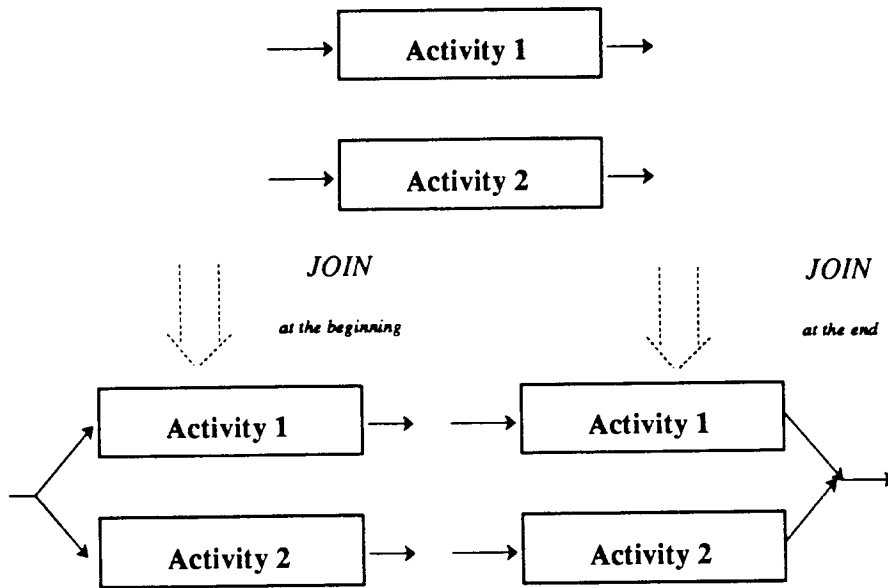 Activity 1
Activity 2
JOIN
at the beginning
JOIN
at the end
Activity 1
Activity 1
Activity 2
Activity 2